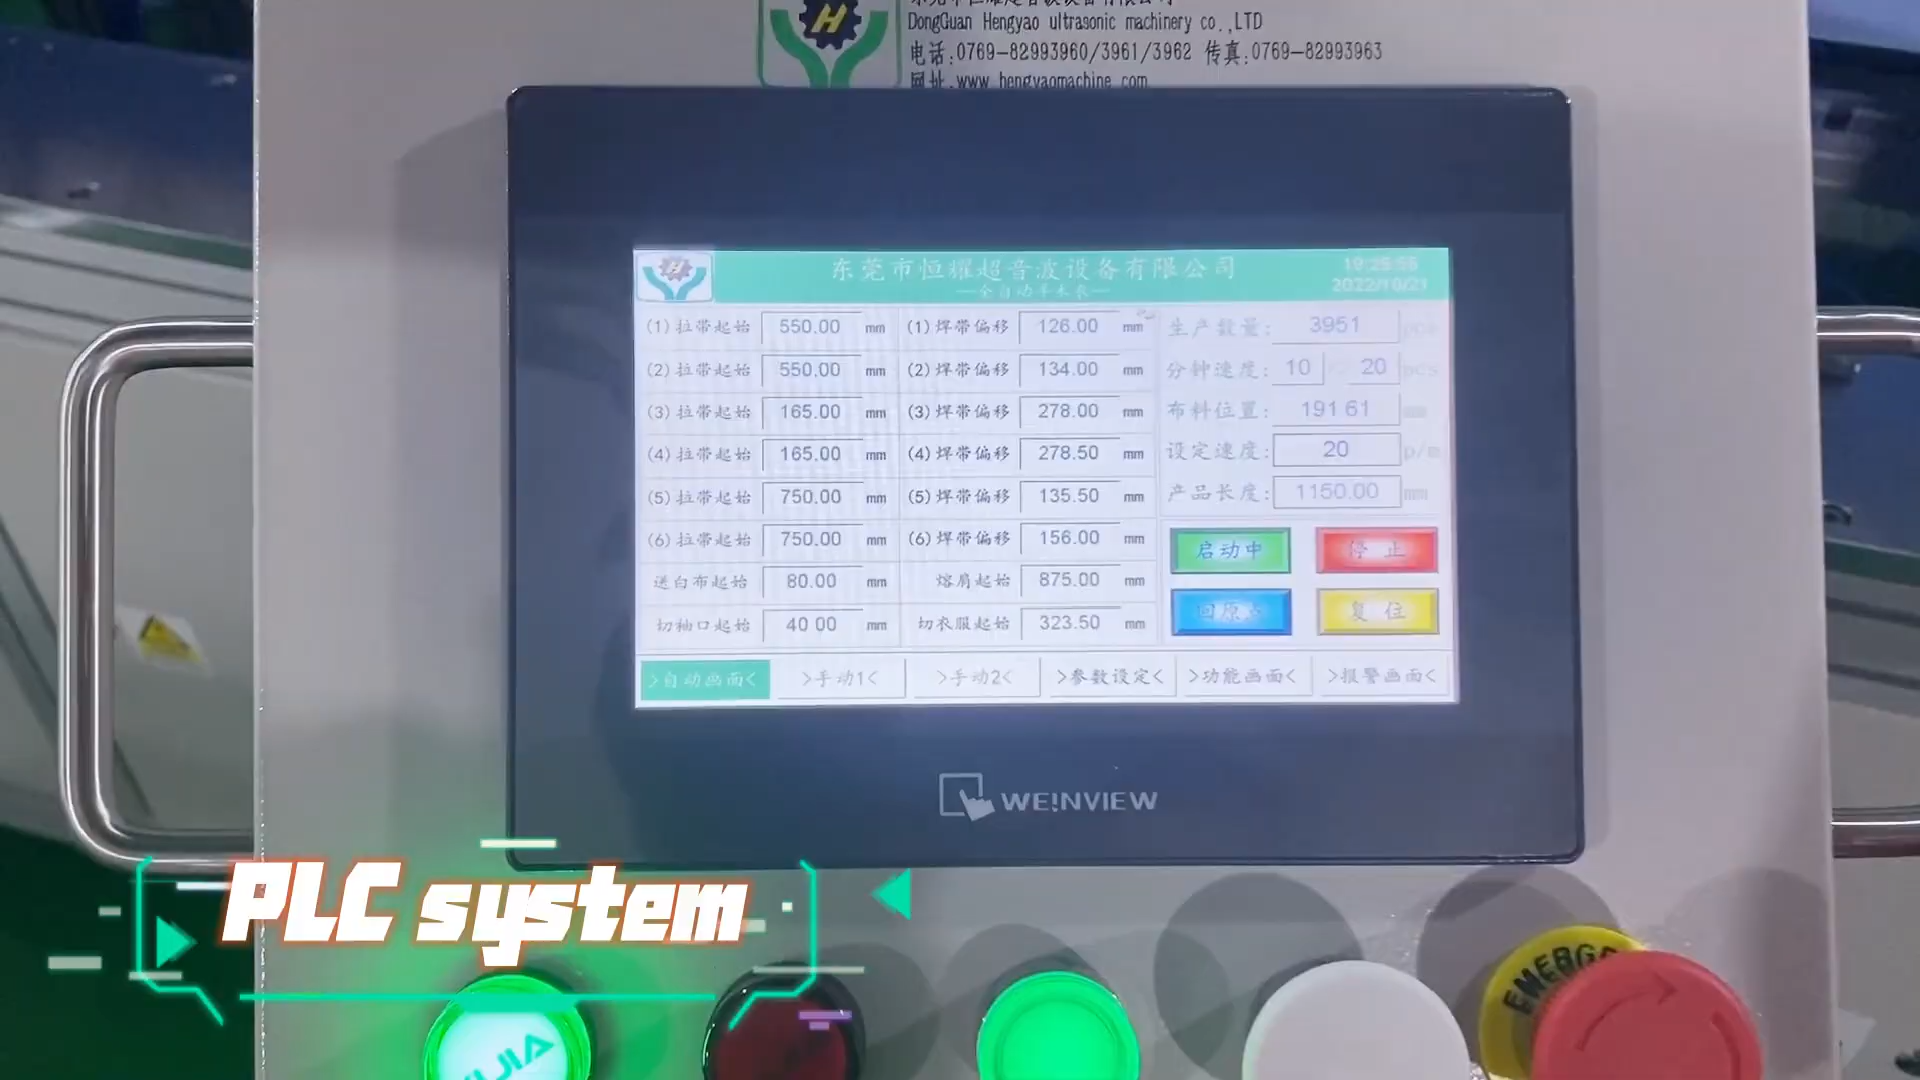 DongGuan Hengyao ultrasonic machinery co.,LTD
电话:0769-82993960/3961/3962 传真:0769-82993963
网址.www.hengyaomachine.com
H
东莞市恒耀超音波设备有限公司
2022/10/21
(1)拉带起始 550.00 mm (1)焊带偏移 126.00 mm 生产数量: 3951 pcs
(2)拉带起始 550.00 mm (2)焊带偏移 134.00 mm 分钟速度: 10 20 pcs
(3)拉带起始 165.00 mm (3)焊带偏移 278.00 mm 布料位置: 191 61 mm
(4)拉带起始 165.00 mm (4)焊带偏移 278.50 mm 设定速度: 20 p/m
(5)拉带起始 750.00 mm (5)焊带偏移 135.50 mm 产品长度: 1150.00 mm
(6)拉带起始 750.00 mm (6)焊带偏移 156.00 mm
启动中 停 止
送白布起始 80.00 mm 熔肩起始 875.00 mm
回原点 复 位
切袖口起始 40 00 mm 切衣服起始 323.50 mm
>自动画面< >手动1< >手动2< >参数设定< >功能画面< >报警画面<
WEINVIEW
PLC system